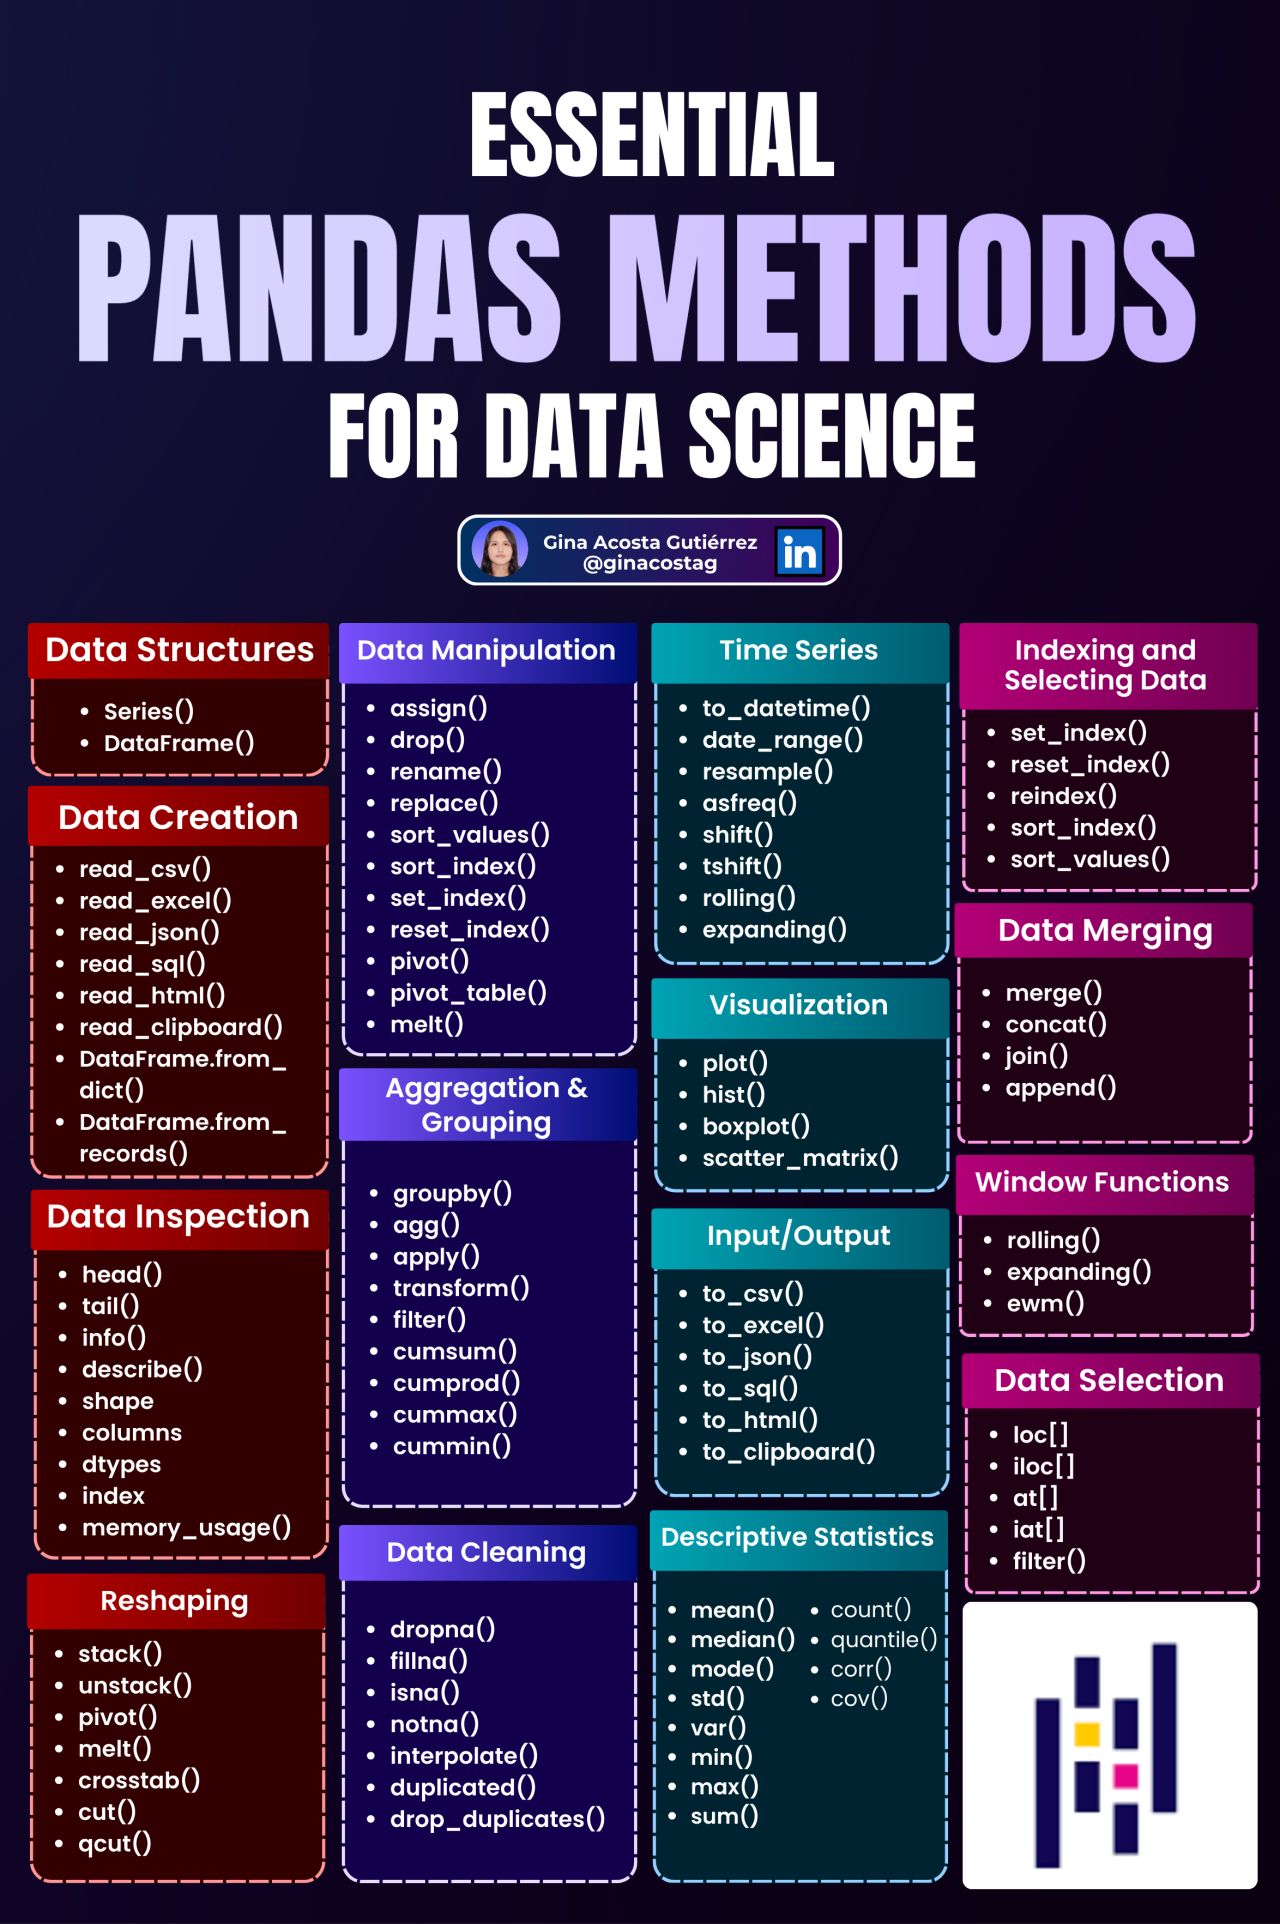 ESSENTIAL
PANDAS METHODS
FOR DATA SCIENCE
Gina Acosta Gutiérrez
@ginacostag
in
Data Structures
• Series()
• DataFrame()
Data Creation
• read_csv()
• read_excel()
• read_json()
• read_sql()
• read_html()
• read_clipboard()
• DataFrame.from_
dict()
• DataFrame.from_
records()
Data Inspection
• head()
• tail()
• info()
• describe()
• shape
• columns
• dtypes
• index
• memory_usage()
Reshaping
• stack()
• unstack()
• pivot()
• melt()
• crosstab()
• cut()
• qcut()
Data Manipulation
• assign()
• drop()
• rename()
• replace()
• sort_values()
• sort_index()
• set_index()
• reset_index()
• pivot()
• pivot_table()
• melt()
Aggregation &
Grouping
• groupby()
• agg()
• apply()
• transform()
• filter()
• cumsum()
• cumprod()
• cummax()
• cummin()
Data Cleaning
• dropna()
• fillna()
• isna()
• notna()
• interpolate()
• duplicated()
• drop_duplicates()
Time Series
• to_datetime()
• date_range()
• resample()
• asfreq()
• shift()
• tshift()
• rolling()
• expanding()
Visualization
• plot()
• hist()
• boxplot()
• scatter_matrix()
Input/Output
• to_csv()
• to_excel()
• to_json()
• to_sql()
• to_html()
• to_clipboard()
Descriptive Statistics
• mean()
• median()
• mode()
• std()
• var()
• min()
• max()
• sum()
• count()
• quantile()
• corr()
• cov()
Indexing and
Selecting Data
• set_index()
• reset_index()
• reindex()
• sort_index()
• sort_values()
Data Merging
• merge()
• concat()
• join()
• append()
Window Functions
• rolling()
• expanding()
• ewm()
Data Selection
• loc[]
• iloc[]
• at[]
• iat[]
• filter()